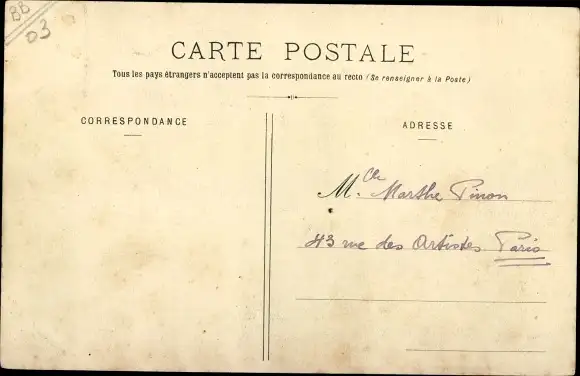 BB
03
CARTE POSTALE
Tous les pays étrangers n'acceptent pas la correspondance au recto (Se renseigner à la Poste)
CORRESPONDANCE
ADRESSE
Mlle Marthe Pinon
43 rue des Artistes Paris